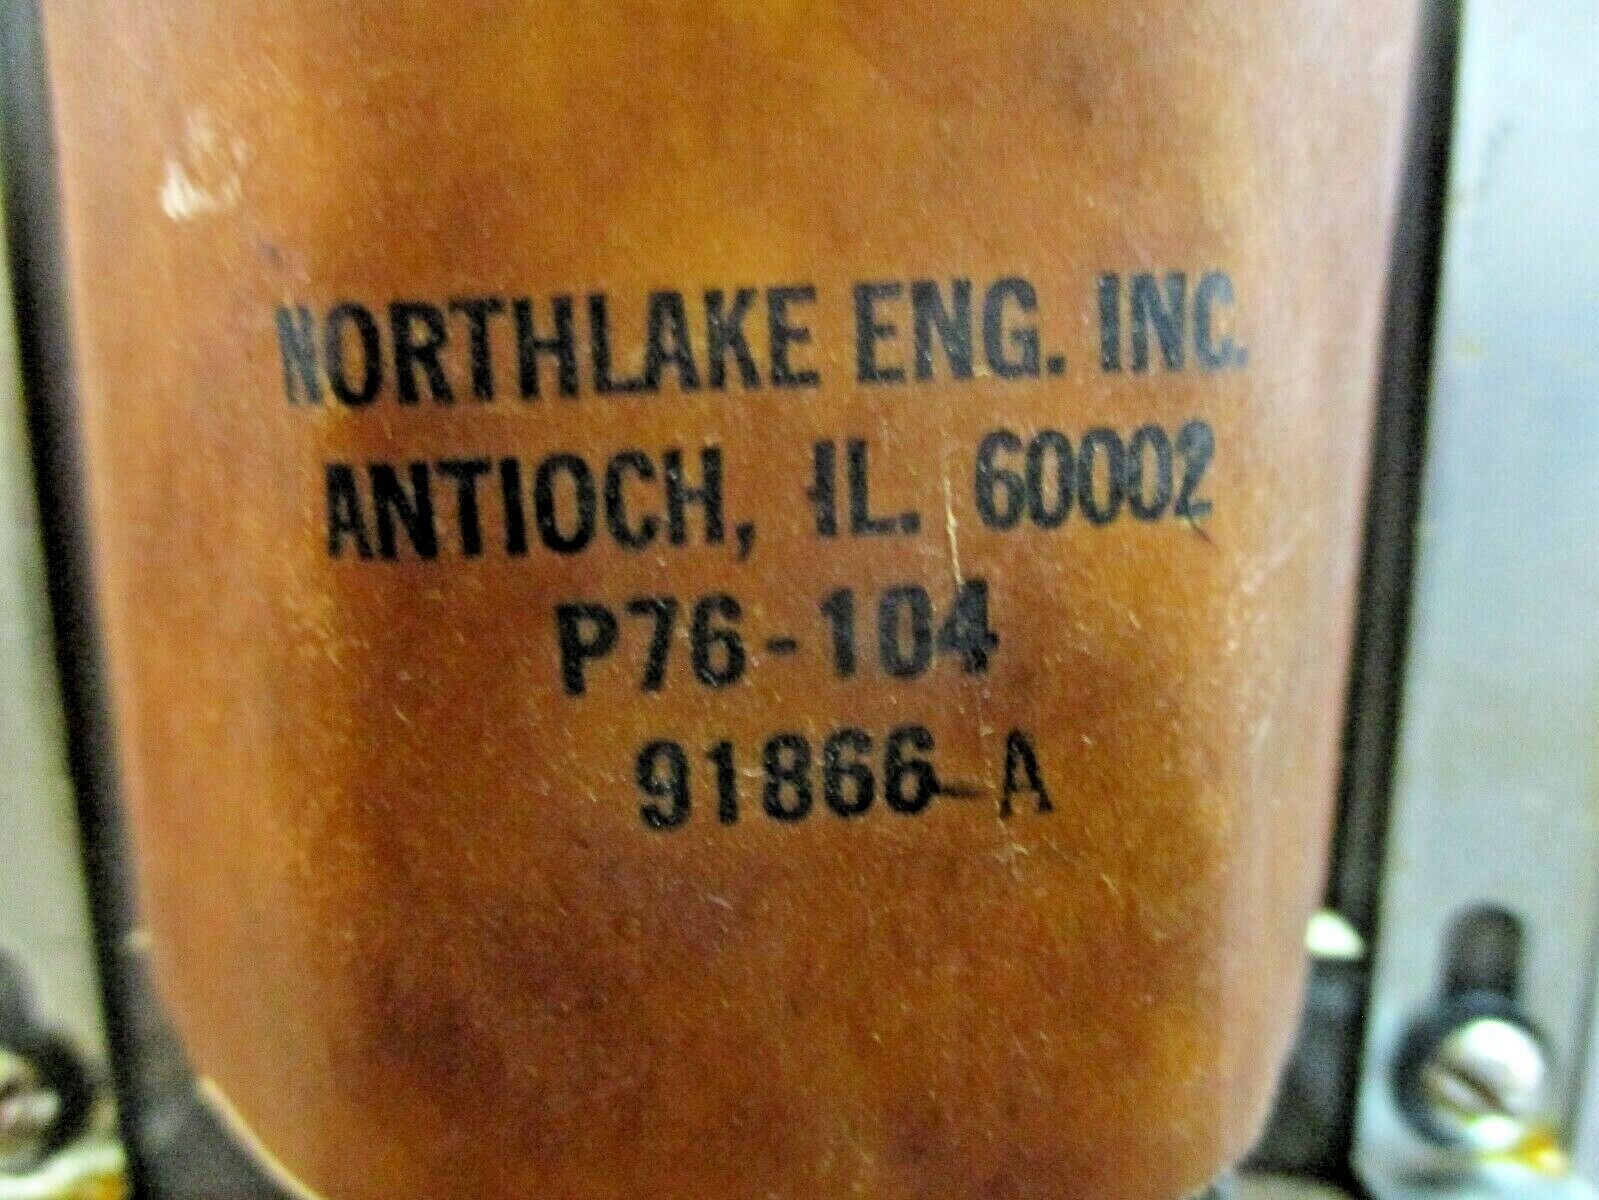 NORTHLAKE ENG. INC.
ANTIOCH, IL. 60002
P76-104
91866-A